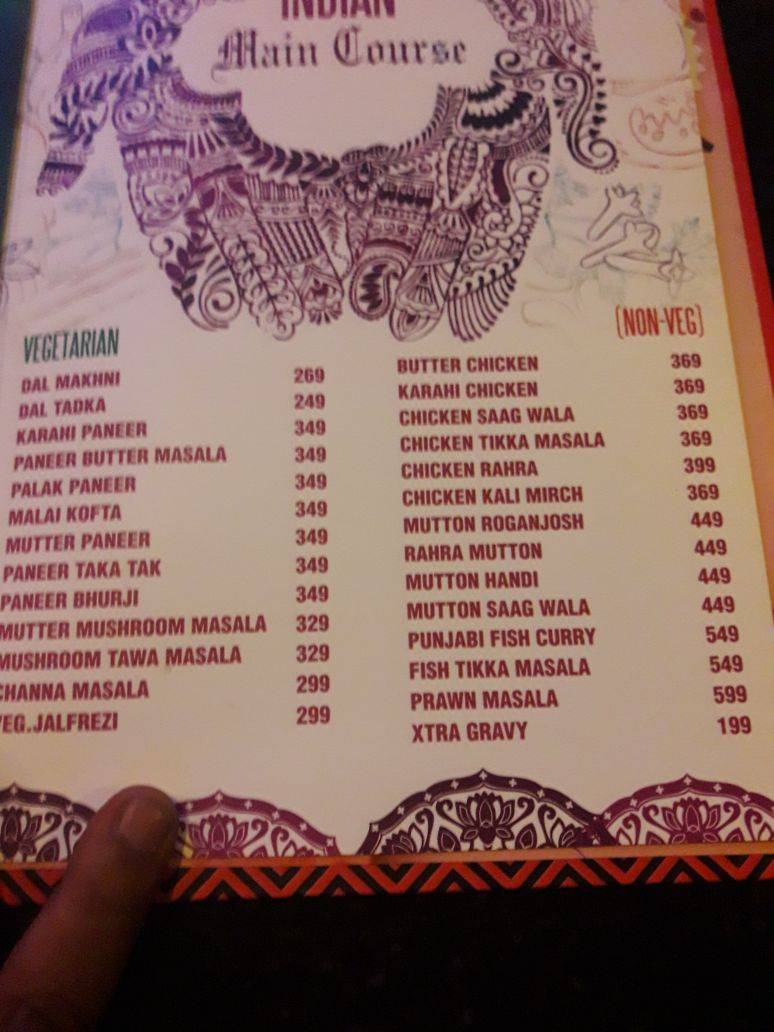 INDIAN
Main Course
VEGETARIAN
DAL MAKHNI 269
DAL TADKA 249
KARAHI PANEER 349
PANEER BUTTER MASALA 349
PALAK PANEER 349
MALAI KOFTA 349
MUTTER PANEER 349
PANEER TAKA TAK 349
PANEER BHURJI 349
MUTTER MUSHROOM MASALA 329
MUSHROOM TAWA MASALA 329
CHANNA MASALA 299
VEG.JALFREZI 299
(NON-VEG)
BUTTER CHICKEN 369
KARAHI CHICKEN 369
CHICKEN SAAG WALA 369
CHICKEN TIKKA MASALA 369
CHICKEN RAHRA 399
CHICKEN KALI MIRCH 369
MUTTON ROGANJOSH 449
RAHRA MUTTON 449
MUTTON HANDI 449
MUTTON SAAG WALA 449
PUNJABI FISH CURRY 549
FISH TIKKA MASALA 549
PRAWN MASALA 599
XTRA GRAVY 199